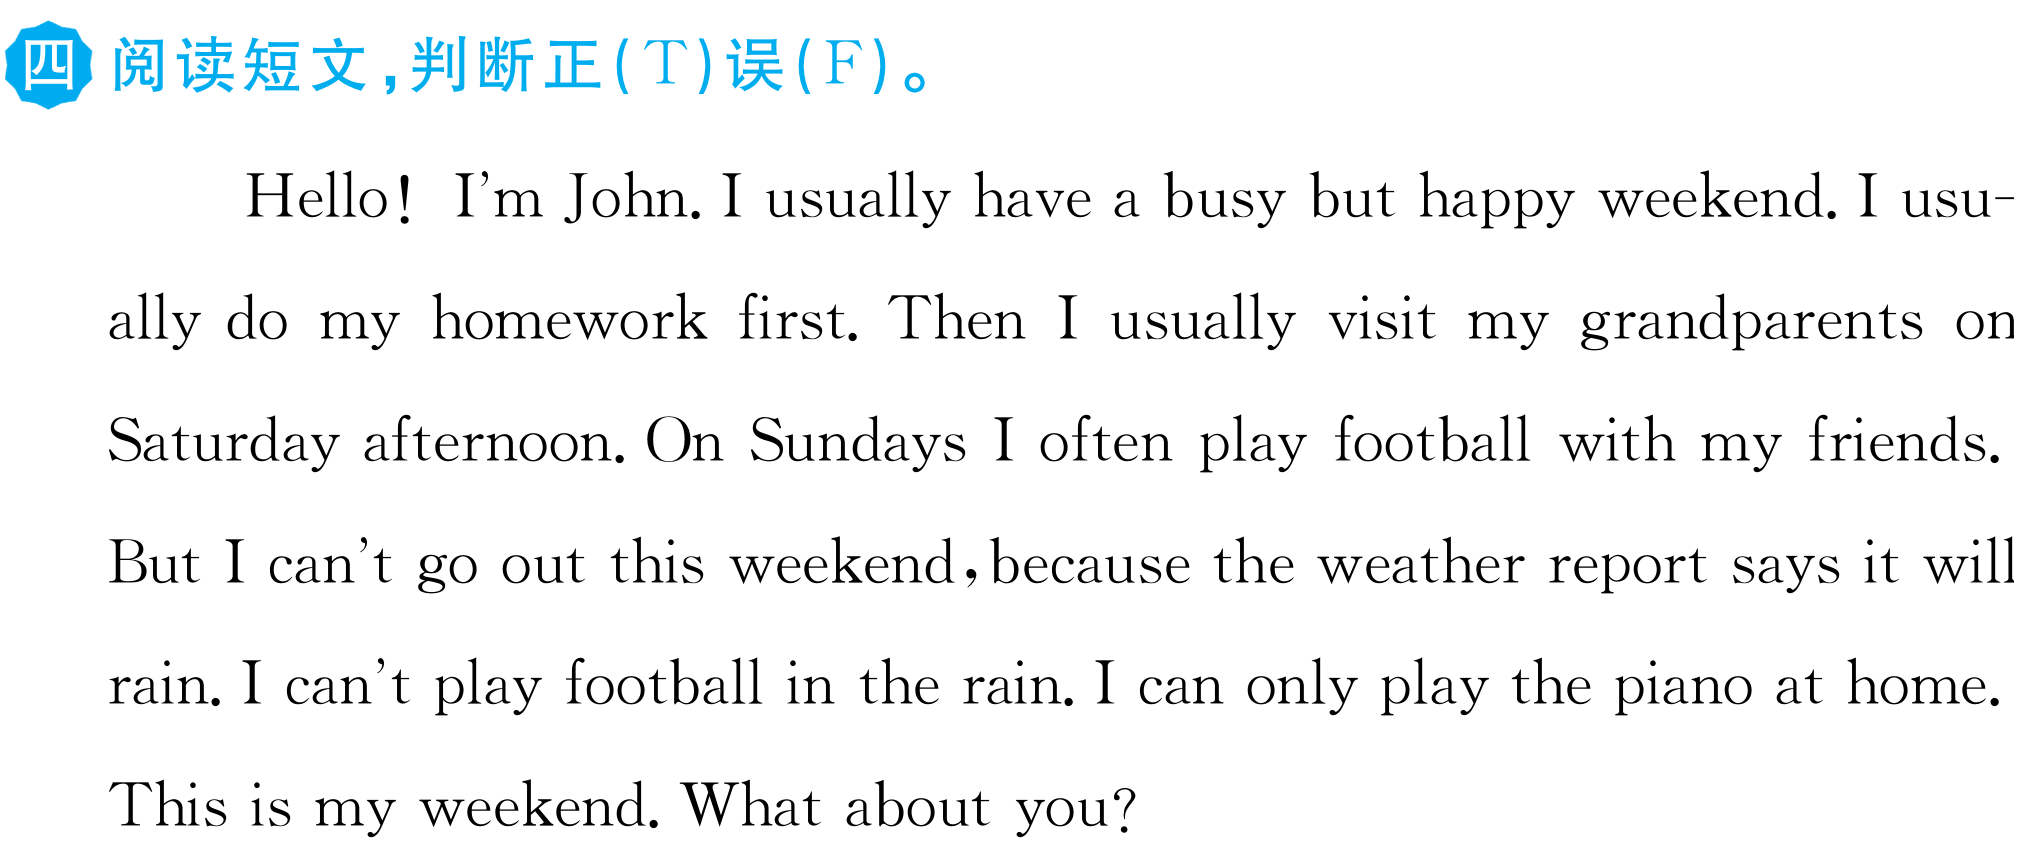 四 阅读短文,判断正(T)误(F)。
Hello! I'm John. I usually have a busy but happy weekend. I usu-
ally do my homework first. Then I usually visit my grandparents on
Saturday afternoon. On Sundays I often play football with my friends.
But I can't go out this weekend,because the weather report says it will
rain. I can't play football in the rain. I can only play the piano at home.
This is my weekend. What about you?